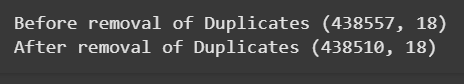 Before removal of Duplicates (438557, 18)
After removal of Duplicates (438510, 18)